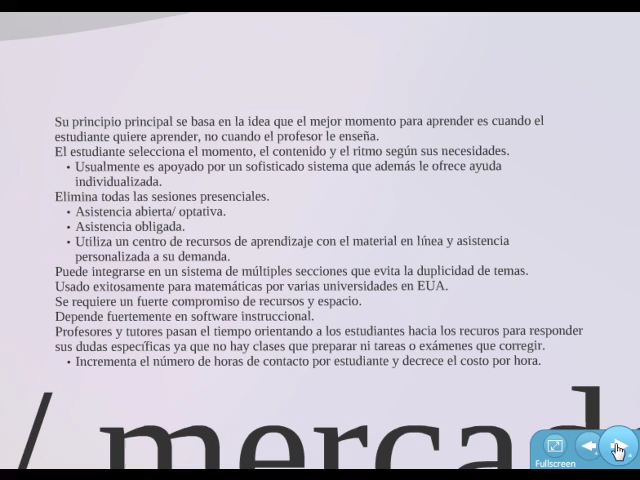 Su principio principal se basa en la idea que el mejor momento para aprender es cuando el
estudiante quiere aprender, no cuando el profesor le enseña.
El estudiante selecciona el momento, el contenido y el ritmo según sus necesidades.
• Usualmente es apoyado por un sofisticado sistema que además le ofrece ayuda
individualizada.
Elimina todas las sesiones presenciales.
• Asistencia abierta/ optativa.
• Asistencia obligada.
• Utiliza un centro de recursos de aprendizaje con el material en línea y asistencia
personalizada a su demanda.
Puede integrarse en un sistema de múltiples secciones que evita la duplicidad de temas.
Usado exitosamente para matemáticas por varias universidades en EUA.
Se requiere un fuerte compromiso de recursos y espacio.
Depende fuertemente en software instruccional.
Profesores y tutores pasan el tiempo orientando a los estudiantes hacia los recuros para responder
sus dudas específicas ya que no hay clases que preparar ni tareas o exámenes que corregir.
• Incrementa el número de horas de contacto por estudiante y decrece el costo por hora.
/ mercad
Fullscreen